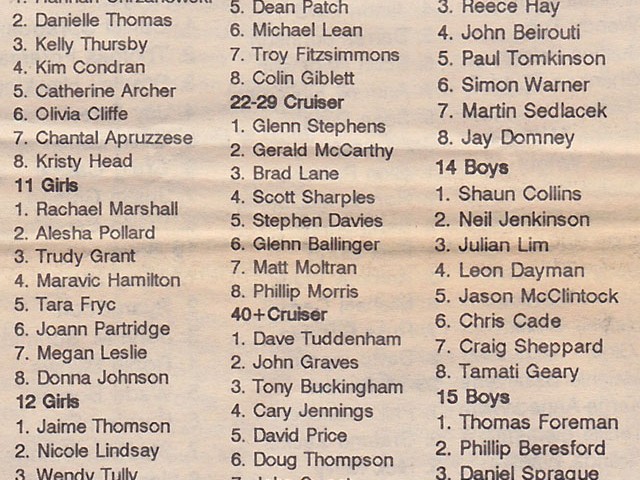 2. Danielle Thomas
3. Kelly Thursby
4. Kim Condran
5. Catherine Archer
6. Olivia Cliffe
7. Chantal Apruzzese
8. Kristy Head
11 Girls
1. Rachael Marshall
2. Alesha Pollard
3. Trudy Grant
4. Maravic Hamilton
5. Tara Fryc
6. Joann Partridge
7. Megan Leslie
8. Donna Johnson
12 Girls
1. Jaime Thomson
2. Nicole Lindsay
3. Wendy Tully
5. Dean Patch
6. Michael Lean
7. Troy Fitzsimmons
8. Colin Giblett
22-29 Cruiser
1. Glenn Stephens
2. Gerald McCarthy
3. Brad Lane
4. Scott Sharples
5. Stephen Davies
6. Glenn Ballinger
7. Matt Moltran
8. Phillip Morris
40+Cruiser
1. Dave Tuddenham
2. John Graves
3. Tony Buckingham
4. Cary Jennings
5. David Price
6. Doug Thompson
3. Reece Hay
4. John Beirouti
5. Paul Tomkinson
6. Simon Warner
7. Martin Sedlacek
8. Jay Domney
14 Boys
1. Shaun Collins
2. Neil Jenkinson
3. Julian Lim
4. Leon Dayman
5. Jason McClintock
6. Chris Cade
7. Craig Sheppard
8. Tamati Geary
15 Boys
1. Thomas Foreman
2. Phillip Beresford
3. Daniel Sprague